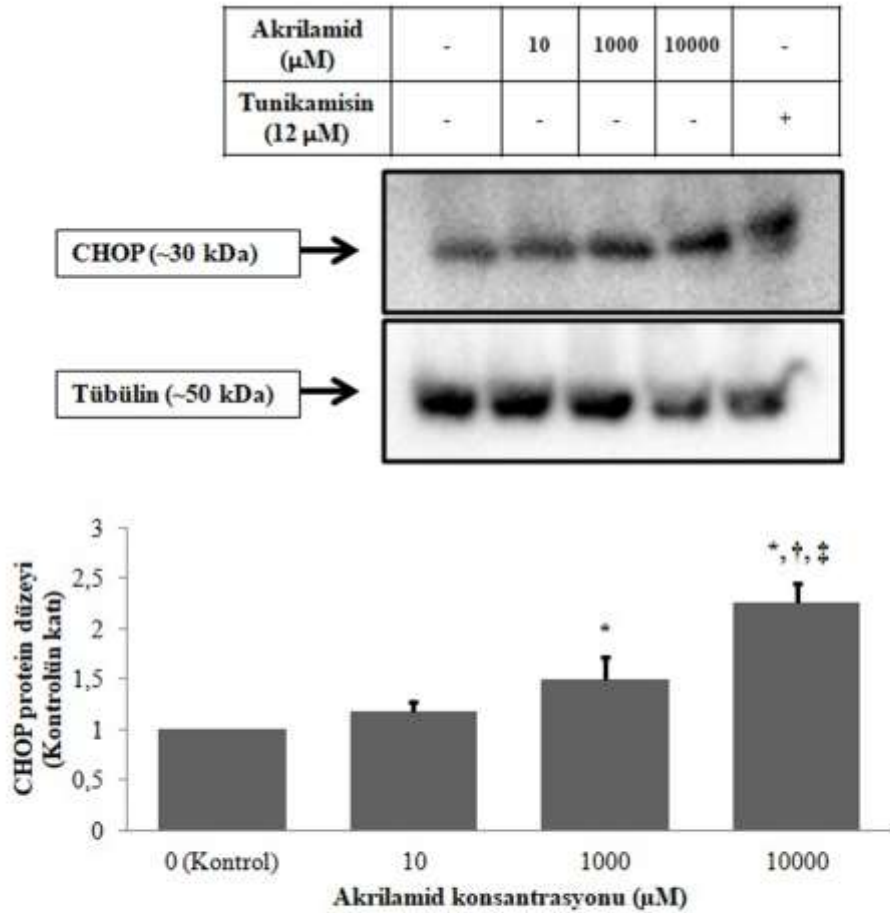 Akrilamid
(µM)
- 10 1000 10000 -
Tunikamisin
(12 µM)
- - - - +
CHOP (~30 kDa)
Tübülin (~50 kDa)
CHOP protein düzeyi
(Kontrolün katı)
3
2,5
2
1,5
1
0,5
0
*
*, †, ‡
0 (Kontrol) 10 1000 10000
Akrilamid konsantrasyonu (µM)